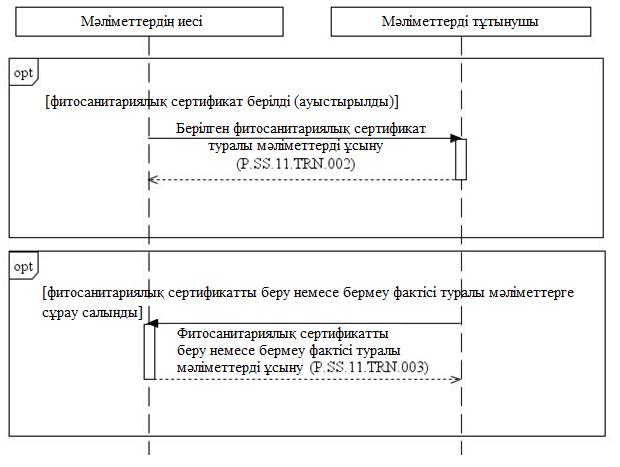 Мәліметтердің иесі
Мәліметтерді тұтынушы
opt
[фитосанитариялық сертификат берілді (ауыстырылды)]
Берілген фитосанитариялық сертификат
туралы мәліметтерді ұсыну
(P.SS.11.TRN.002)
opt
[фитосанитариялық сертификатты беру немесе бермеу фактісі туралы мәліметтерге
сұрау салынды]
Фитосанитариялық сертификатты
беру немесе бермеу фактісі туралы
мәліметтерді ұсыну (P.SS.11.TRN.003)